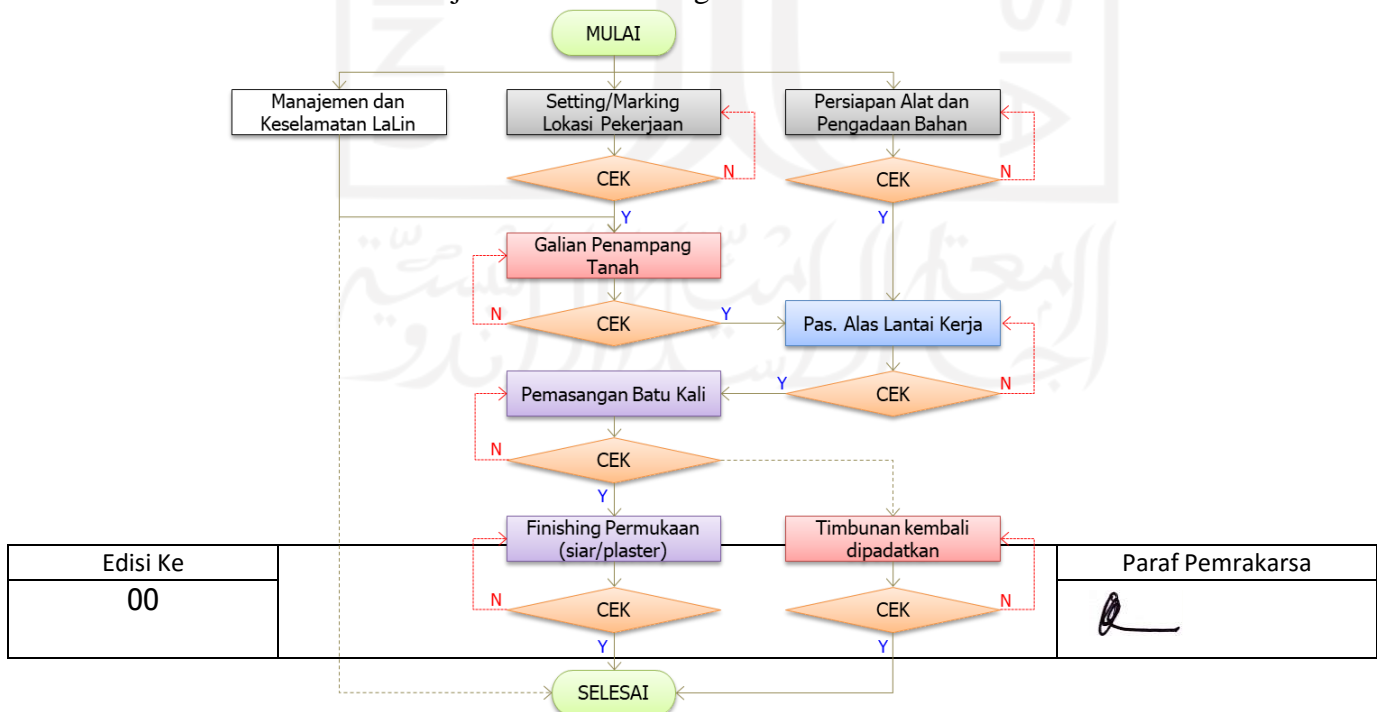 MULAI
Manajemen dan
Keselamatan LaLin
Setting/Marking
Lokasi Pekerjaan
Persiapan Alat dan
Pengadaan Bahan
CEK
N
CEK
N
Y
Y
Galian Penampang
Tanah
N
CEK
Y
Pas. Alas Lantai Kerja
Pemasangan Batu Kali
Y
CEK
N
N
CEK
Y
Finishing Permukaan
(siar/plaster)
Timbunan kembali
dipadatkan
Edisi Ke
Paraf Pemrakarsa
00
N
CEK
CEK
N
Y
Y
SELESAI